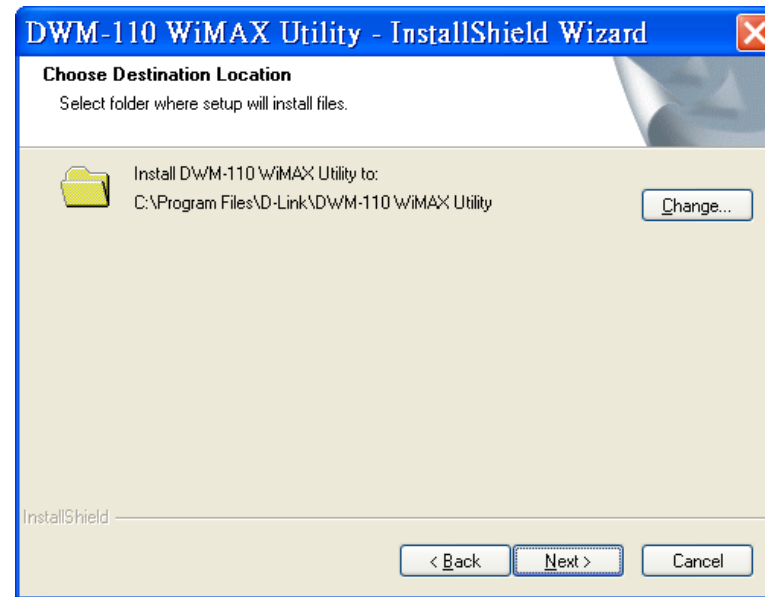 DWM-110 WiMAX Utility - InstallShield Wizard
Choose Destination Location
Select folder where setup will install files.
Install DWM-110 WiMAX Utility to:
C:\Program Files\D-Link\DWM-110 WiMAX Utility
Change...
InstallShield
< Back
Next >
Cancel